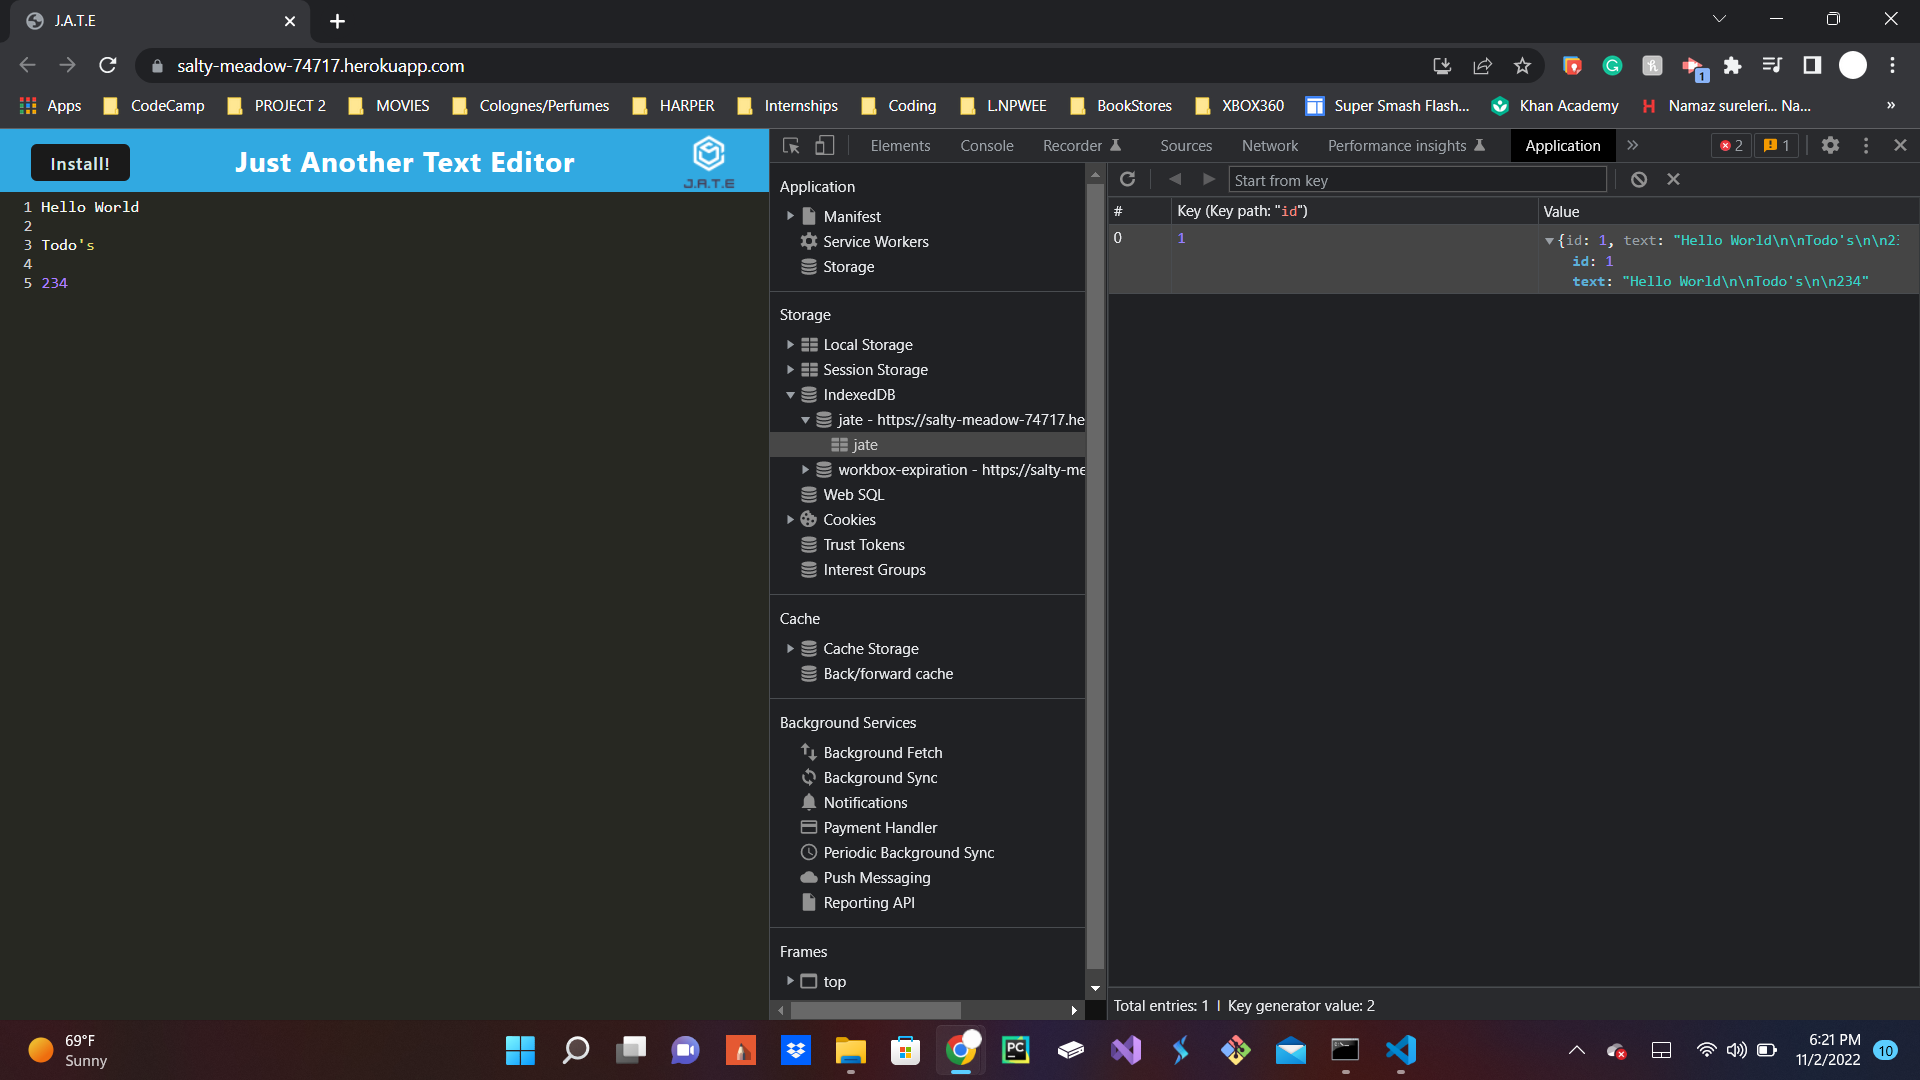 J.A.T.E
salty-meadow-74717.herokuapp.com
1
Apps CodeCamp PROJECT 2 MOVIES Colognes/Perfumes HARPER Internships Coding L.NPWEE BookStores XBOX360 Super Smash Flash... Khan Academy H Namaz sureleri... Na... »
Install! Just Another Text Editor J.A.T.E
1 Hello World
2
3 Todo's
4
5 234
Elements Console Recorder Sources Network Performance insights Application » 2 1
Application
Manifest
Service Workers
Storage
Storage
Local Storage
Session Storage
IndexedDB
jate - https://salty-meadow-74717.he
jate
workbox-expiration - https://salty-me
Web SQL
Cookies
Trust Tokens
Interest Groups
Cache
Cache Storage
Back/forward cache
Background Services
Background Fetch
Background Sync
Notifications
Payment Handler
Periodic Background Sync
Push Messaging
Reporting API
Frames
top
Start from key
# Key (Key path: "id") Value
0 1 {id: 1, text: "Hello World\n\nTodo's\n\n23
id: 1
text: "Hello World\n\nTodo's\n\n234"
Total entries: 1 | Key generator value: 2
69°F
Sunny
PC
6:21 PM
11/2/2022
10